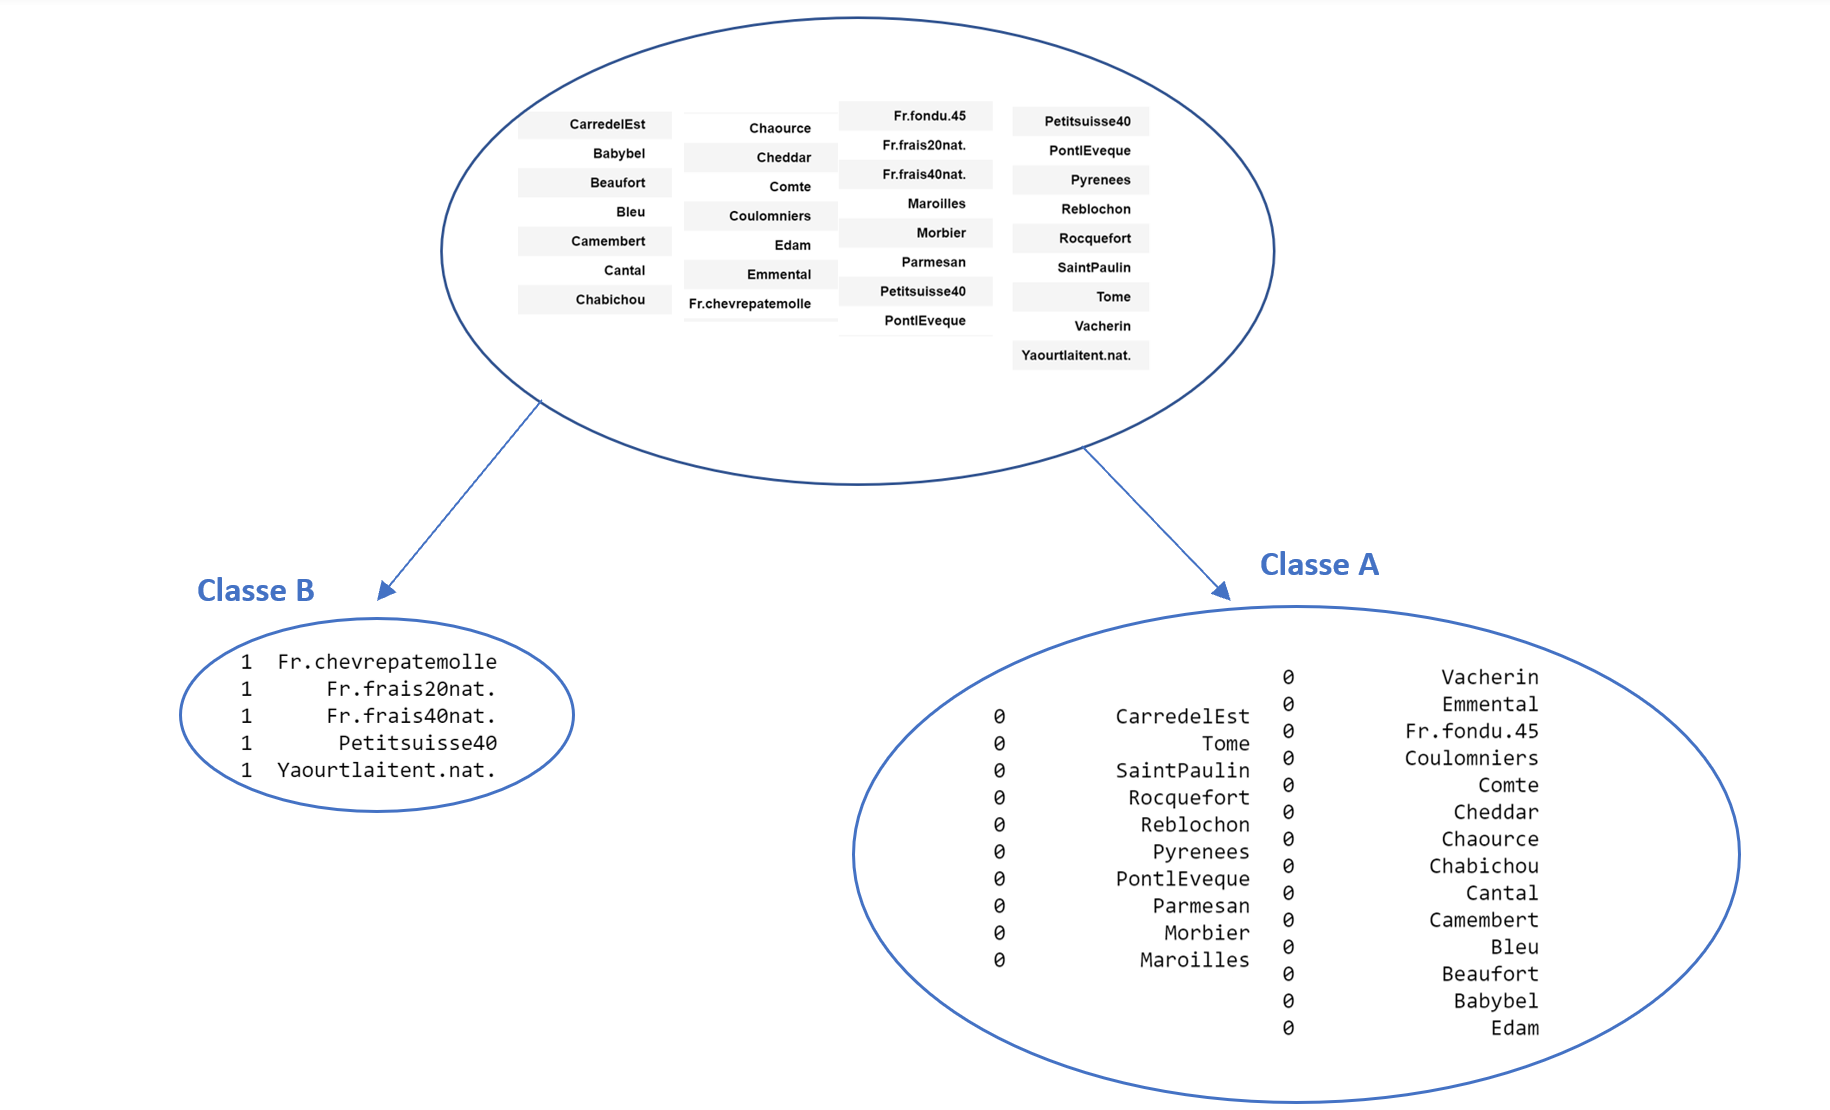 CarredelEst
Babybel
Beaufort
Bleu
Camembert
Cantal
Chabichou
Chaource
Cheddar
Comte
Coulomniers
Edam
Emmental
Fr.chevrepatemolle
Fr.fondu.45
Fr.frais20nat.
Fr.frais40nat.
Maroilles
Morbier
Parmesan
Petitsuisse40
PontlEveque
Petitsuisse40
PontlEveque
Pyrenees
Reblochon
Rocquefort
SaintPaulin
Tome
Vacherin
Yaourtlaitent.nat.
Classe B
1 Fr.chevrepatemolle
1 Fr.frais20nat.
1 Fr.frais40nat.
1 Petitsuisse40
1 Yaourtlaitent.nat.
Classe A
0 CarredelEst
0 Tome
0 SaintPaulin
0 Rocquefort
0 Reblochon
0 Pyrenees
0 PontlEveque
0 Parmesan
0 Morbier
0 Maroilles
0 Vacherin
0 Emmental
0 Fr.fondu.45
0 Coulomniers
0 Comte
0 Cheddar
0 Chaource
0 Chabichou
0 Cantal
0 Camembert
0 Bleu
0 Beaufort
0 Babybel
0 Edam